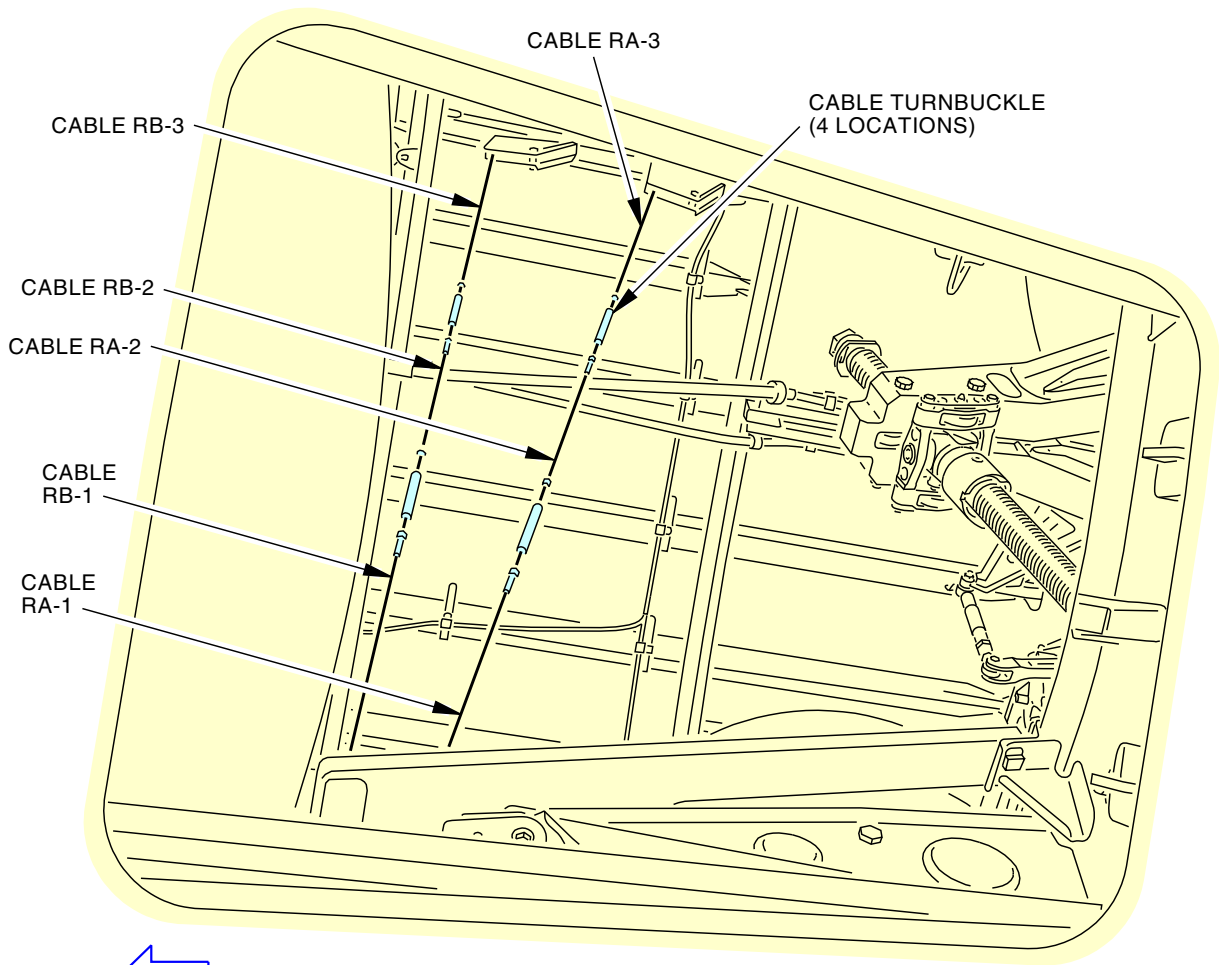 CABLE RA-3
CABLE TURNBUCKLE
(4 LOCATIONS)
CABLE RB-3
CABLE RB-2
CABLE RA-2
CABLE
RB-1
CABLE
RA-1